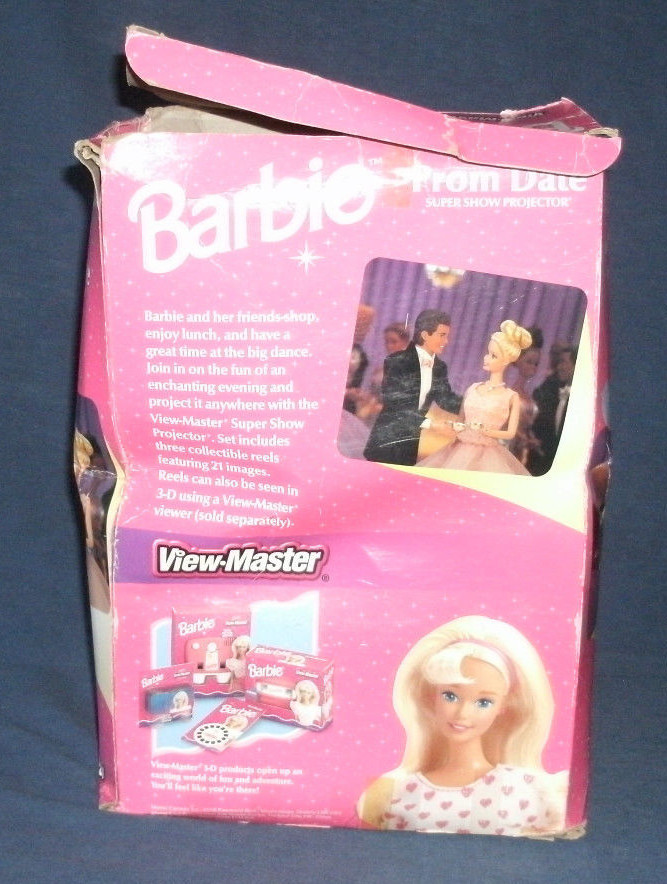 Barbie™
Prom Date
SUPER SHOW PROJECTOR™
Barbie and her friends shop,
enjoy lunch, and have a
great time at the big dance.
Join in on the fun of an
enchanting evening and
project it anywhere with the
View-Master® Super Show
Projector™. Set includes
three collectible reels
featuring 21 images.
Reels can also be seen in
3-D using a View-Master®
viewer (sold separately).
View-Master®
Barbie
Barbie
Barbie
Barbie
View-Master® 3-D products open up an
exciting world of fun and adventure.
You'll feel like you're there!